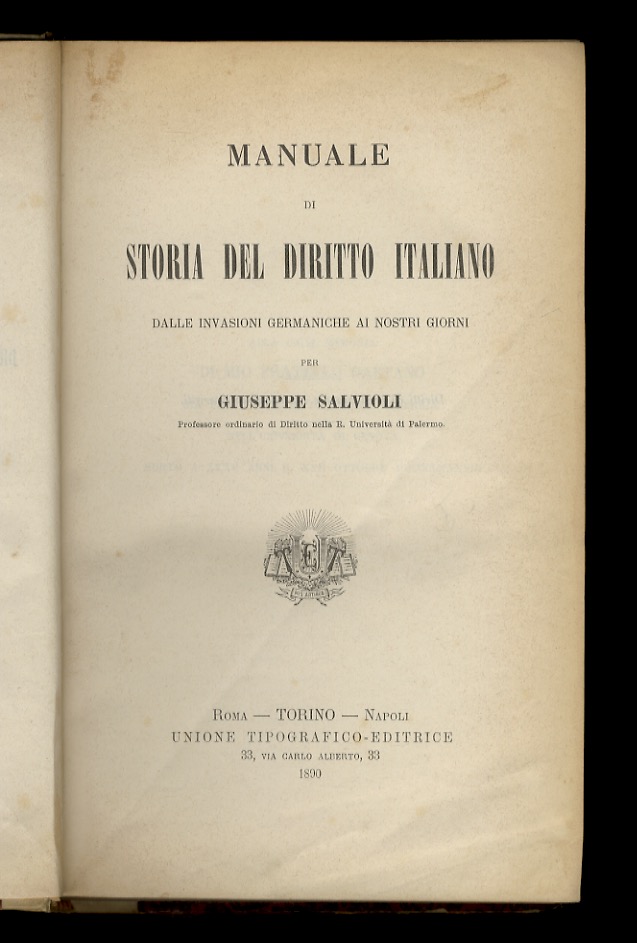 MANUALE
DI
STORIA DEL DIRITTO ITALIANO
DALLE INVASIONI GERMANICHE AI NOSTRI GIORNI
PER
GIUSEPPE SALVIOLI
Professore ordinario di Diritto nella R. Università di Palermo.
ROMA — TORINO — NAPOLI
UNIONE TIPOGRAFICO-EDITRICE
33, VIA CARLO ALBERTO, 33
1890